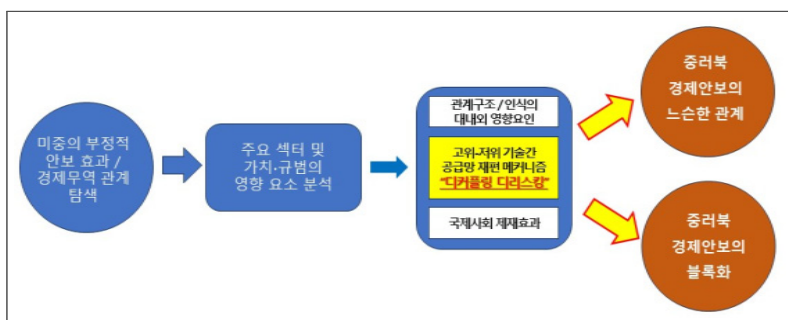 미중의 부정적
안보 효과 /
경제무역 관계
탐색
주요 섹터 및
가치·규범의
영향 요소 분석
관계구조 / 인식의
대내외 영향요인
고위-저위 기술간
공급망 재편 메커니즘
"디커플링 디리스킹"
국제사회 제재효과
중러북
경제안보의
느슨한 관계
중러북
경제안보의
블록화